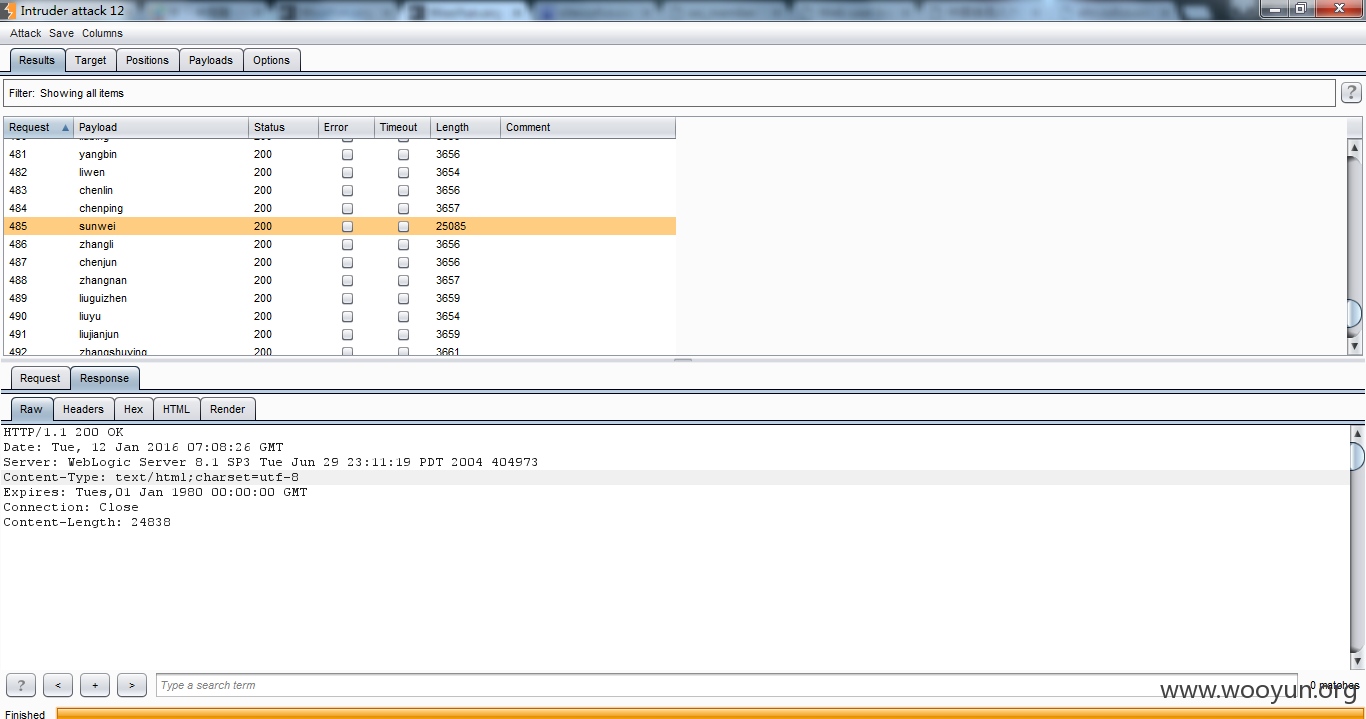 Intruder attack 12
Attack Save Columns
Results Target Positions Payloads Options
Filter: Showing all items ?
Request Payload Status Error Timeout Length Comment
481 yangbin 200 3656
482 liwen 200 3654
483 chenlin 200 3656
484 chenping 200 3657
485 sunwei 200 25085
486 zhangli 200 3656
487 chenjun 200 3656
488 zhangnan 200 3657
489 liuguizhen 200 3659
490 liuyu 200 3654
491 liujianjun 200 3659
492 zhangshuying 200 3661
Request Response
Raw Headers Hex HTML Render
HTTP/1.1 200 OK
Date: Tue, 12 Jan 2016 07:08:26 GMT
Server: WebLogic Server 8.1 SP3 Tue Jun 29 23:11:19 PDT 2004 404973
Content-Type: text/html;charset=utf-8
Expires: Tues,01 Jan 1980 00:00:00 GMT
Connection: Close
Content-Length: 24838
? < + > Type a search term 0 matches
www.wooyun.org
Finished